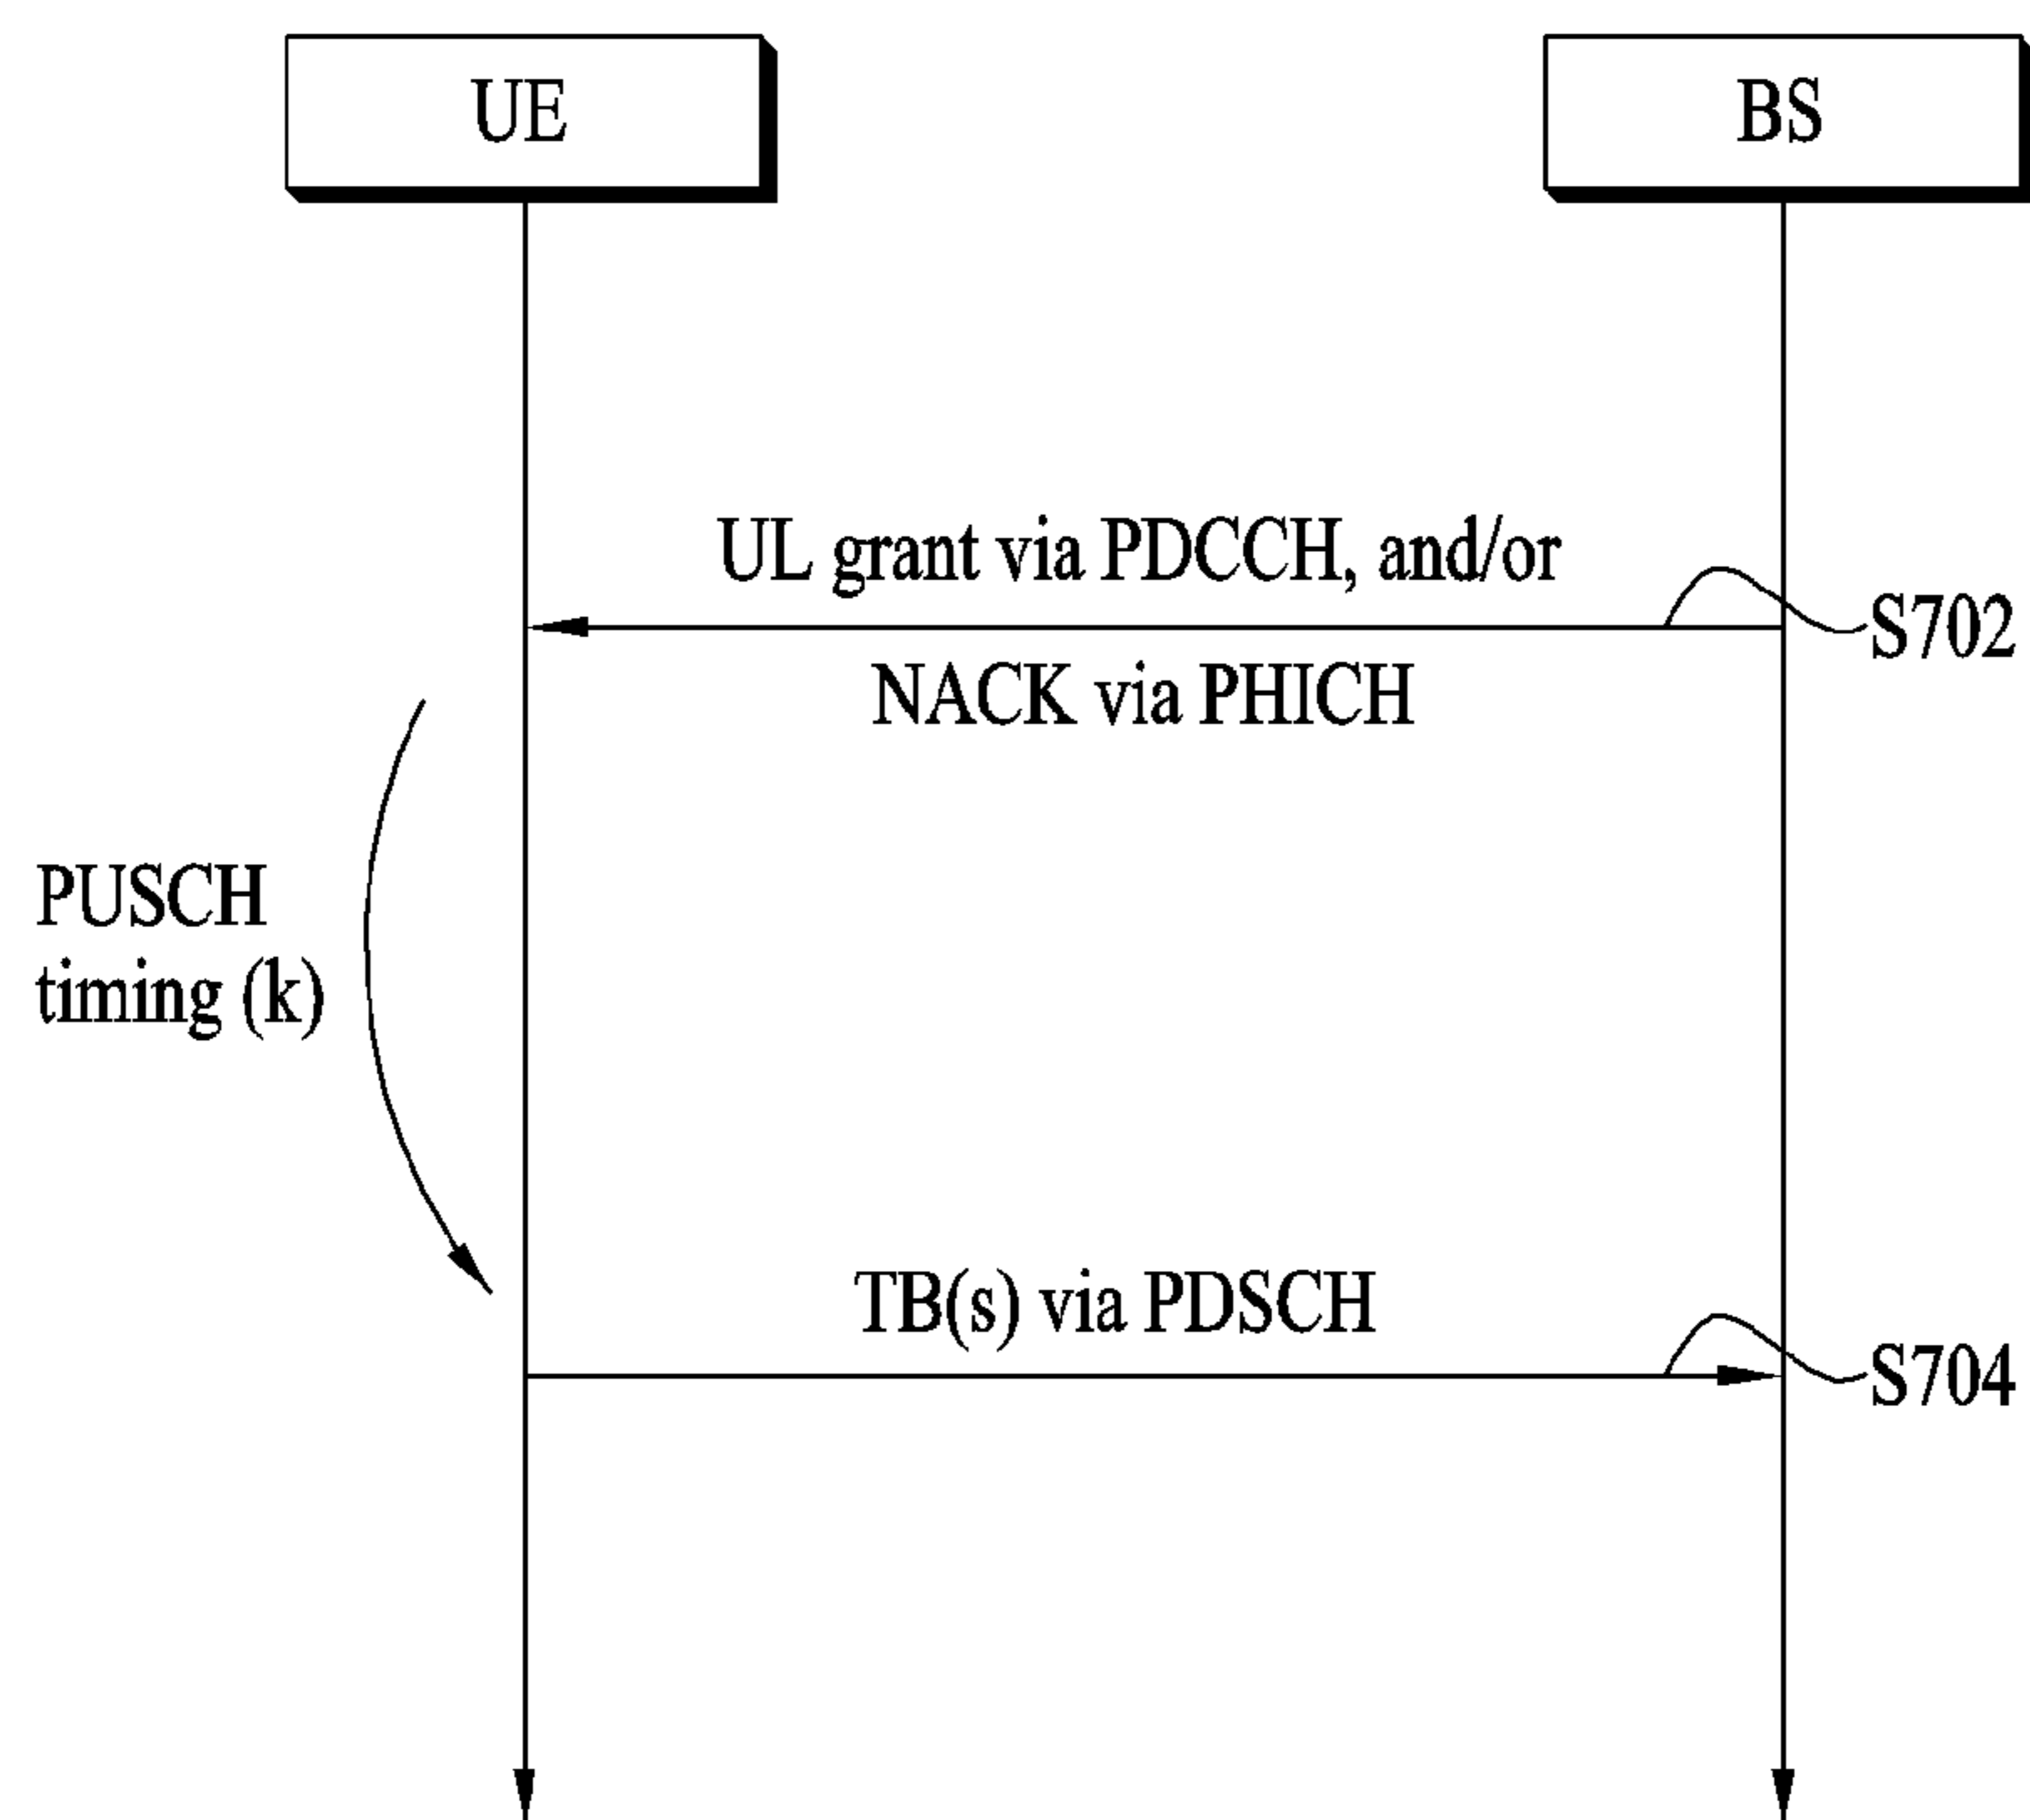 UE
BS
UL grant via PDCCH, and/or
S702
NACK via PHICH
PUSCH
timing (k)
TB(s) via PDSCH
S704